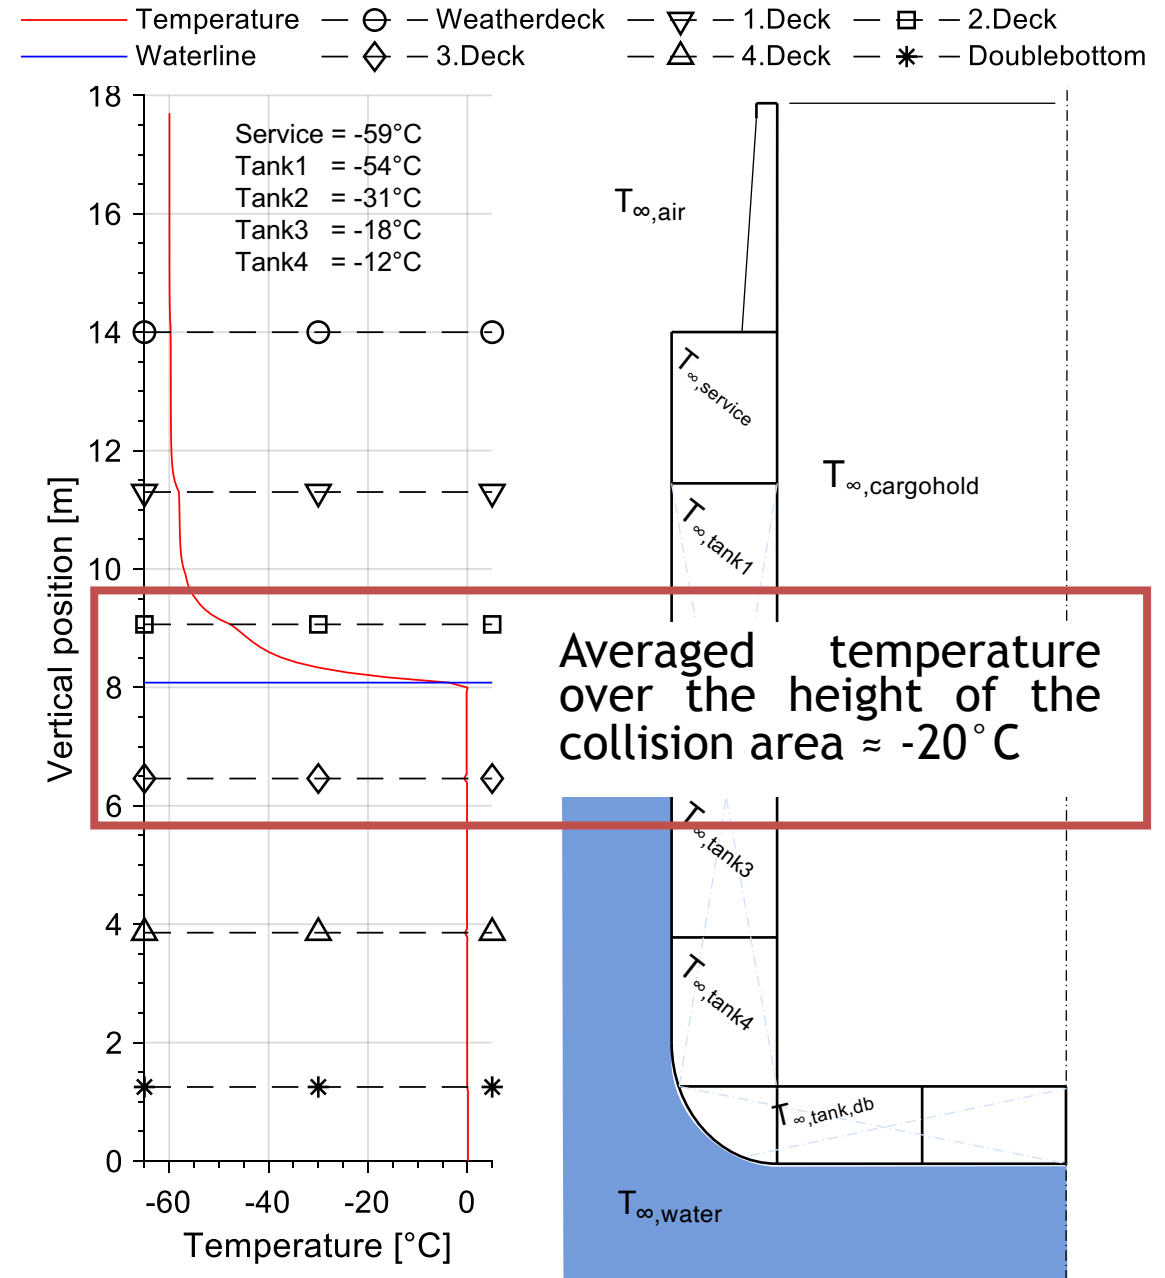 Temperature Weatherdeck 1.Deck 2.Deck
Waterline 3.Deck 4.Deck Doublebottom
18
16
14
12
10
8
6
4
2
0
Vertical position [m]
-60 -40 -20 0
Temperature [°C]
Service = -59°C
Tank1 = -54°C
Tank2 = -31°C
Tank3 = -18°C
Tank4 = -12°C
T∞,air
T∞,service
T∞,cargohold
T∞,tank1
Averaged temperature
over the height of the
collision area ≈ -20°C
T∞,tank3
T∞,tank4
T∞,tank,db
T∞,water